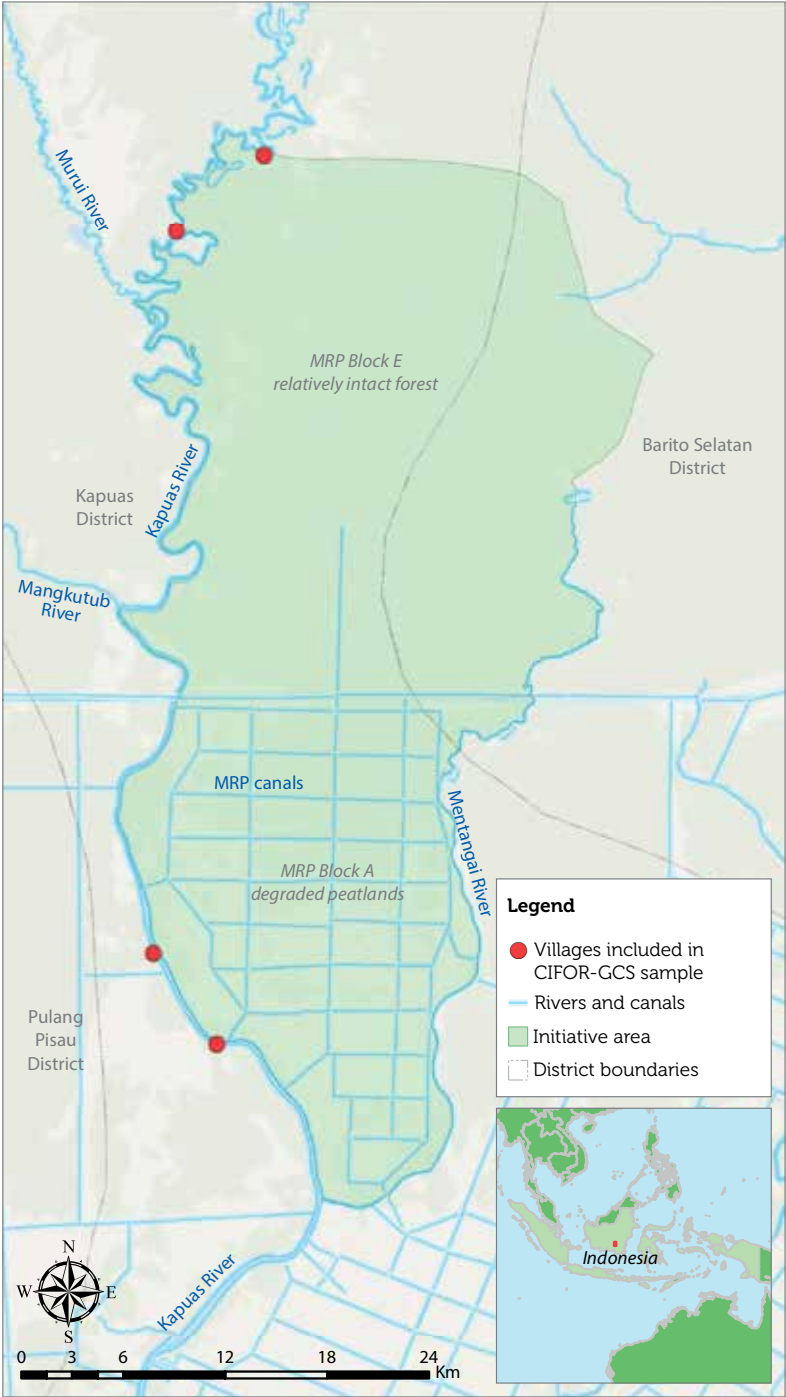 Murui River
MRP Block E
relatively intact forest
Barito Selatan
District
Kapuas River
Kapuas
District
Mangkutub
River
MRP canals
Mentangai River
MRP Block A
degraded peatlands
Legend
Villages included in
CIFOR-GCS sample
Rivers and canals
Initiative area
District boundaries
Pulang
Pisau
District
Indonesia
N
W E
S
Kapuas River
0 3 6 12 18 24
Km